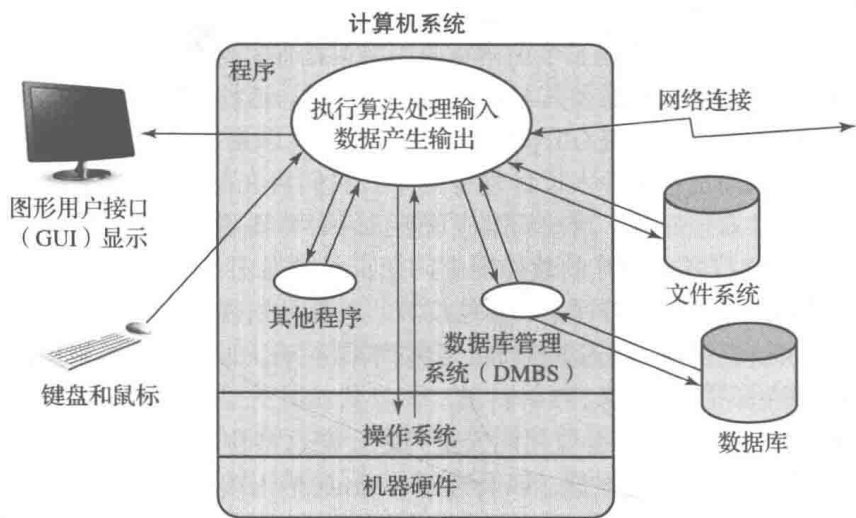 计算机系统
程序
执行算法处理输入
数据产生输出
网络连接
图形用户接口
（GUI）显示
文件系统
其他程序
数据库管理
系统（DMBS）
键盘和鼠标
数据库
操作系统
机器硬件